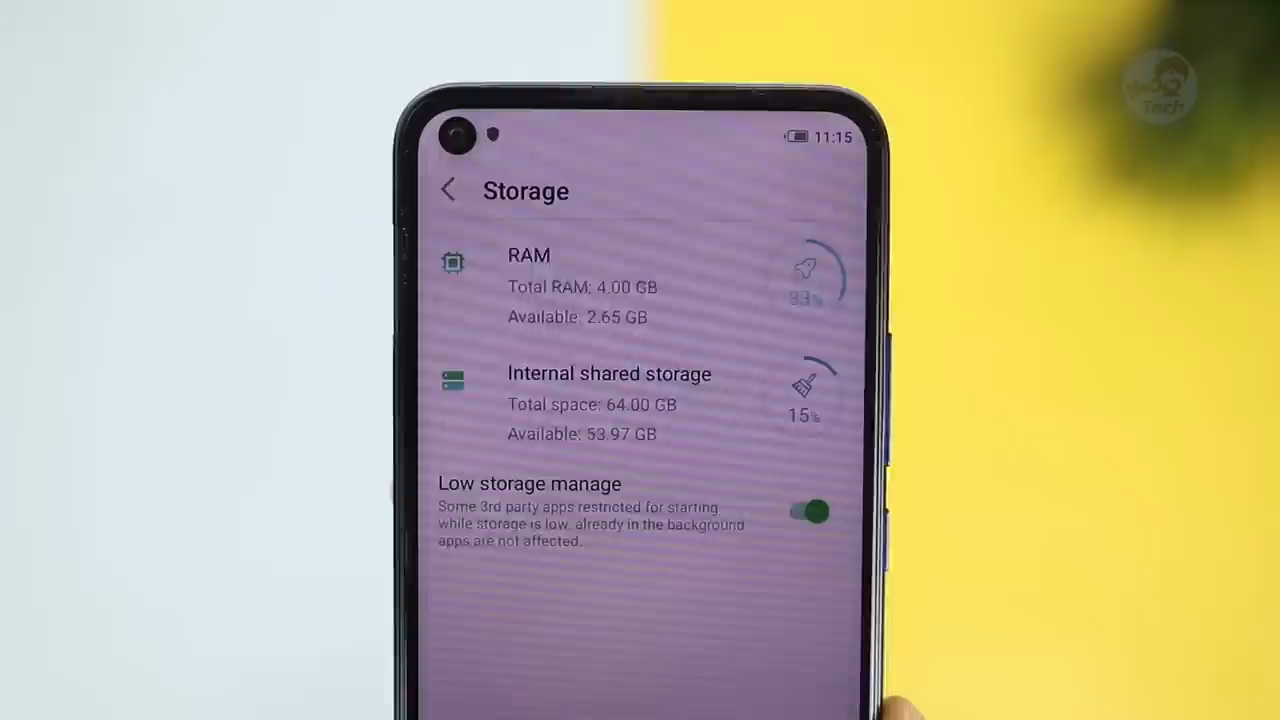 11:15
Storage
RAM
Total RAM: 4.00 GB
Available: 2.65 GB
33%
Internal shared storage
Total space: 64.00 GB
Available: 53.97 GB
15%
Low storage manage
Some 3rd party apps restricted for starting
while storage is low, already in the background
apps are not affected.
Tech